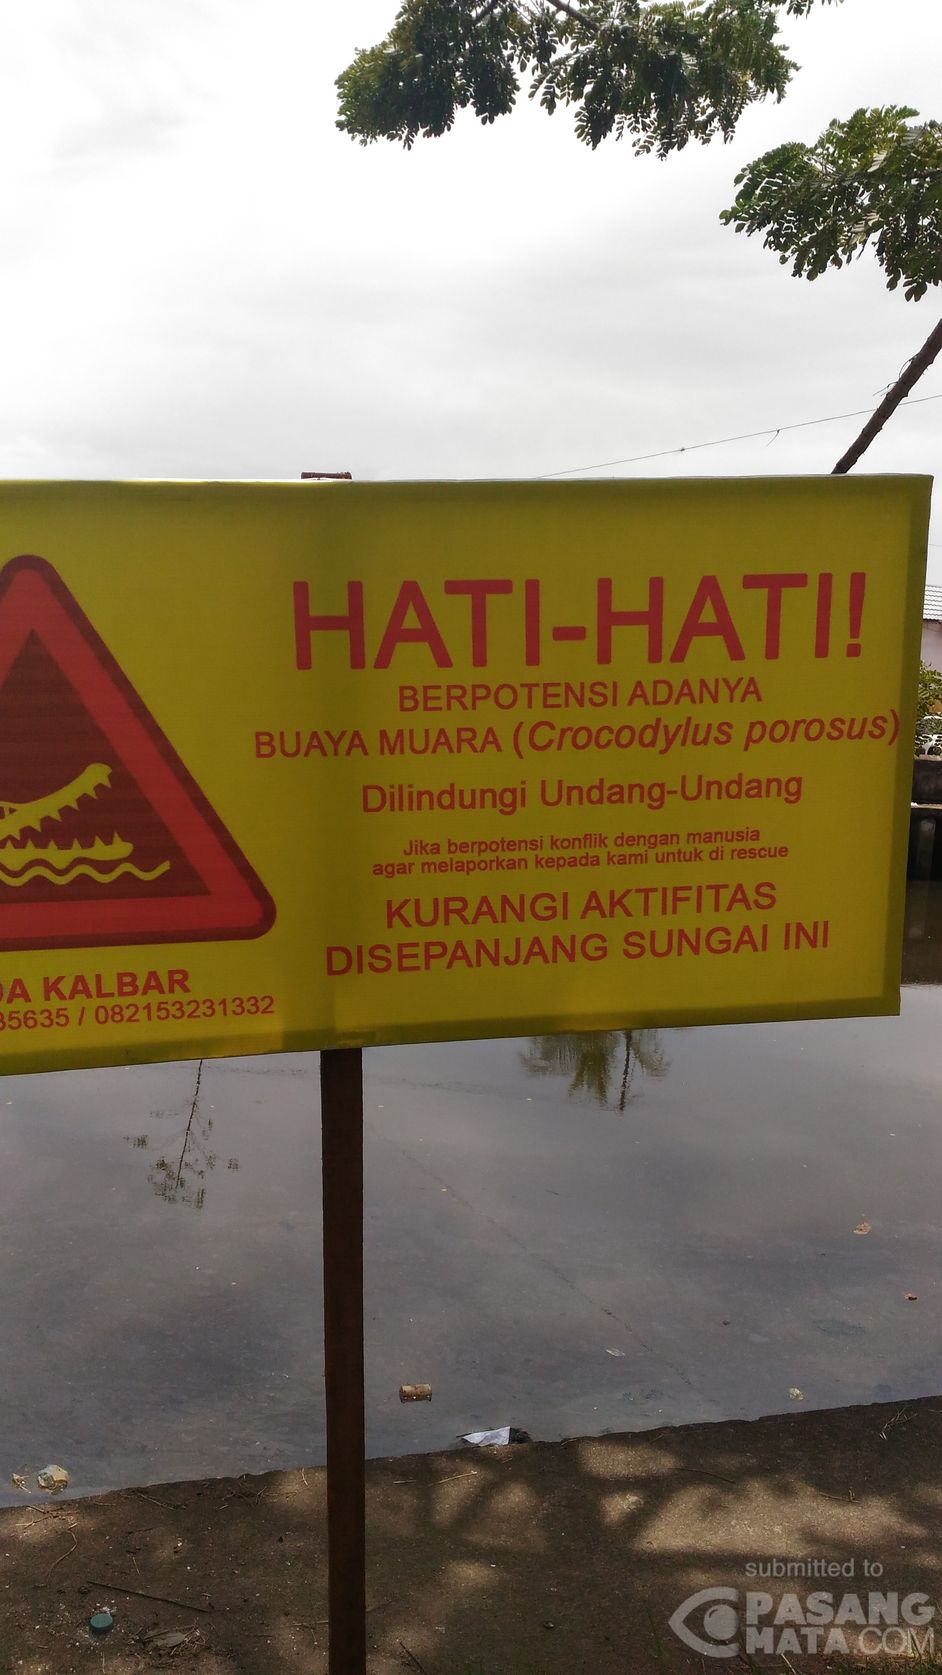 HATI-HATI!
BERPOTENSI ADANYA
BUAYA MUARA (Crocodylus porosus)
Dilindungi Undang-Undang
Jika berpotensi konflik dengan manusia
agar melaporkan kepada kami untuk di rescue
KURANGI AKTIFITAS
DISEPANJANG SUNGAI INI
KALBAR
/ 082153231332
submitted to
PASANG
MATA.COM